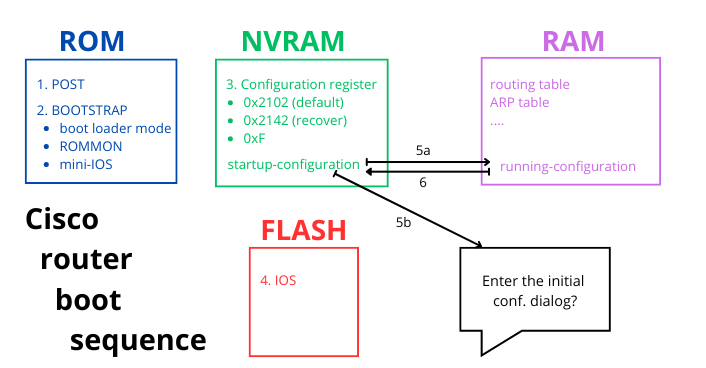 ROM
1. POST
2. BOOTSTRAP
• boot loader mode
• ROMMON
• mini-IOS
NVRAM
3. Configuration register
• 0x2102 (default)
• 0x2142 (recover)
• 0xF
startup-configuration
RAM
routing table
ARP table
....
running-configuration
5a
6
5b
Cisco
router
boot
sequence
FLASH
4. IOS
Enter the initial
conf. dialog?